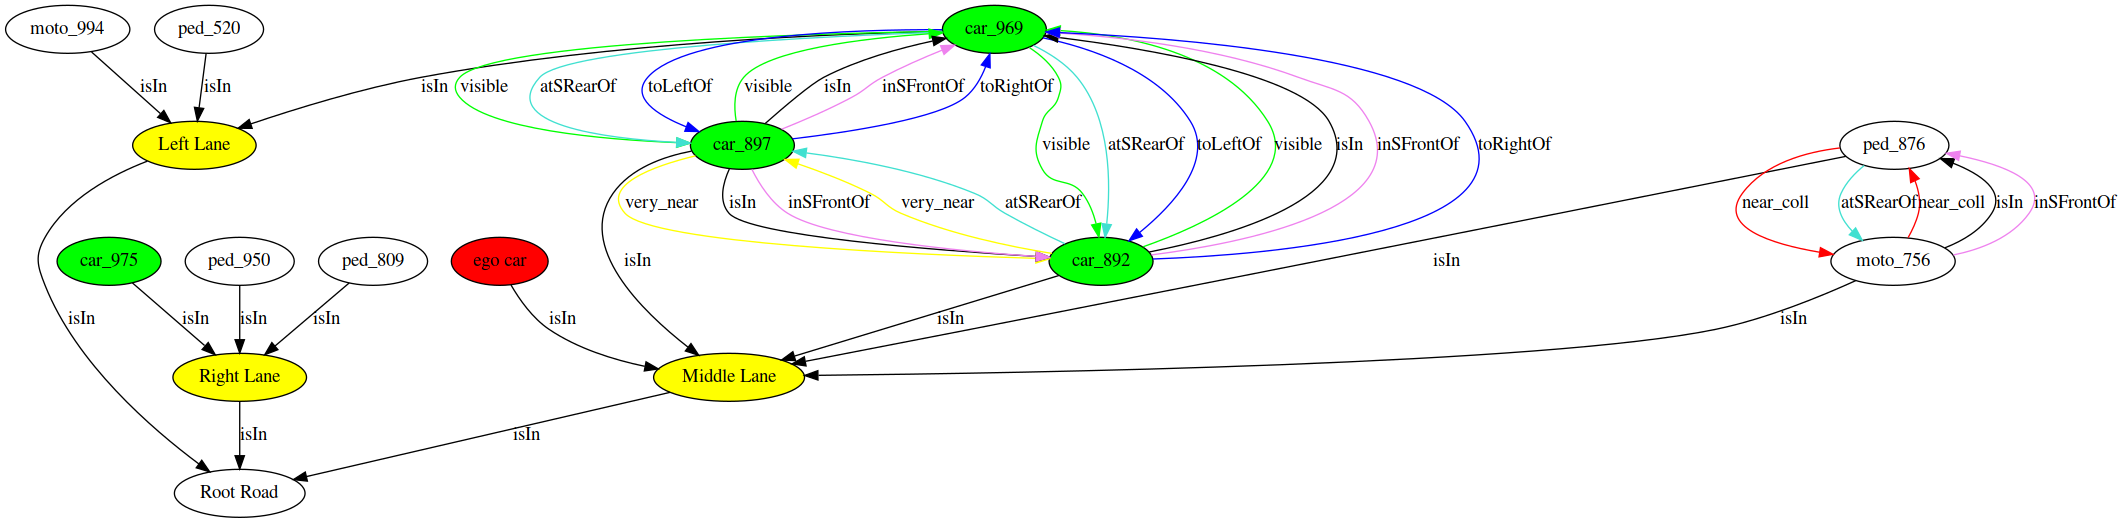 moto_994 ped_520 car_969
isIn isIn isIn visible atSRearOf toLeftOf visible isIn inSFrontOf toRightOf
Left Lane car_897 visible atSRearOf toLeftOf visible isIn inSFrontOf toRightOf ped_876
very_near isIn inSFrontOf very_near atSRearOf near_coll atSRearOf near_coll isIn inSFrontOf
car_975 ped_950 ped_809 ego car isIn car_892 isIn moto_756
isIn isIn isIn isIn isIn isIn isIn
Right Lane Middle Lane
isIn isIn
Root Road